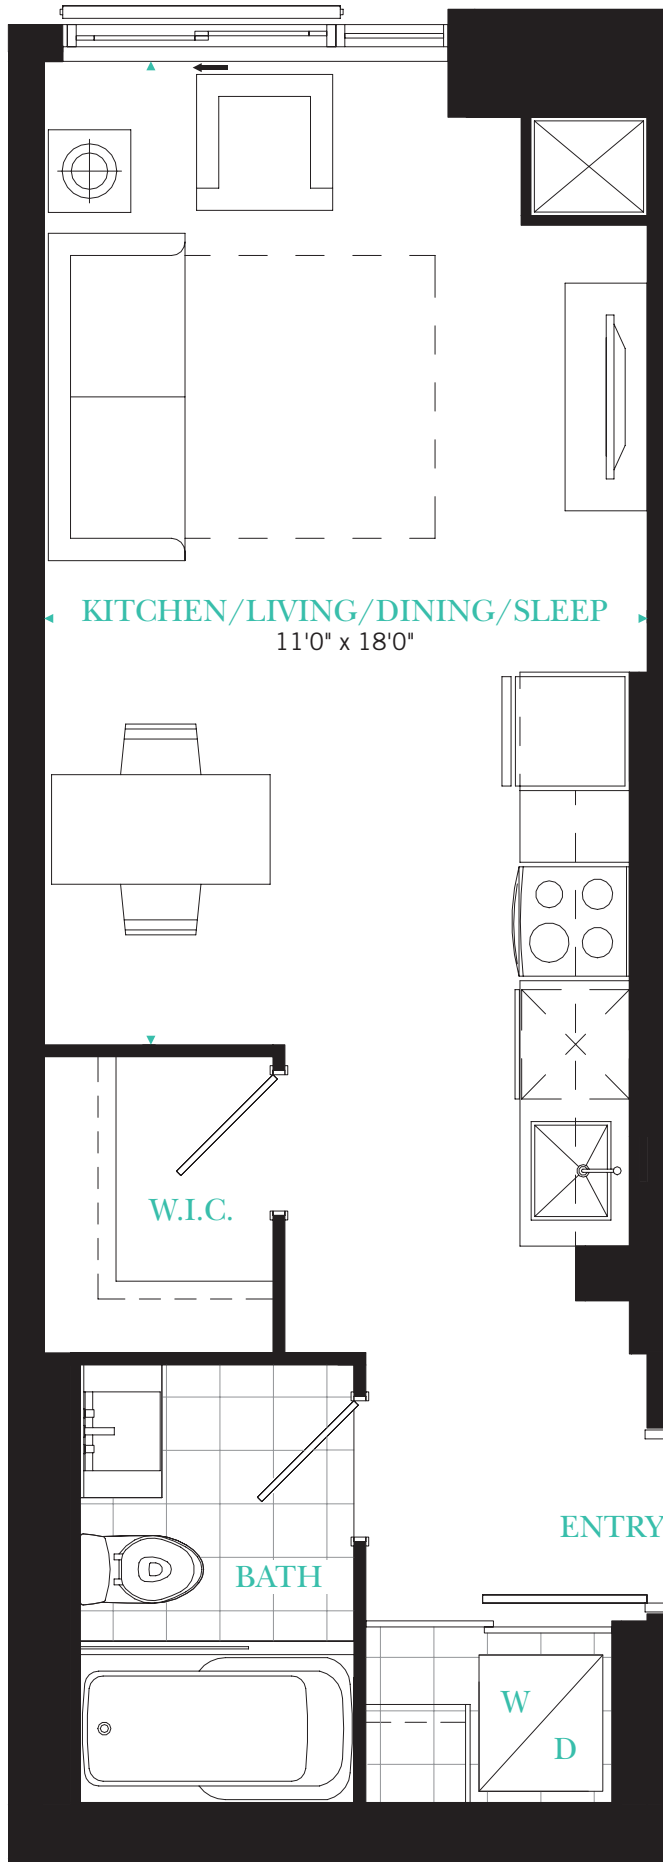 KITCHEN/LIVING/DINING/SLEEP
11'0" x 18'0"
W.I.C.
ENTRY
BATH
W
D